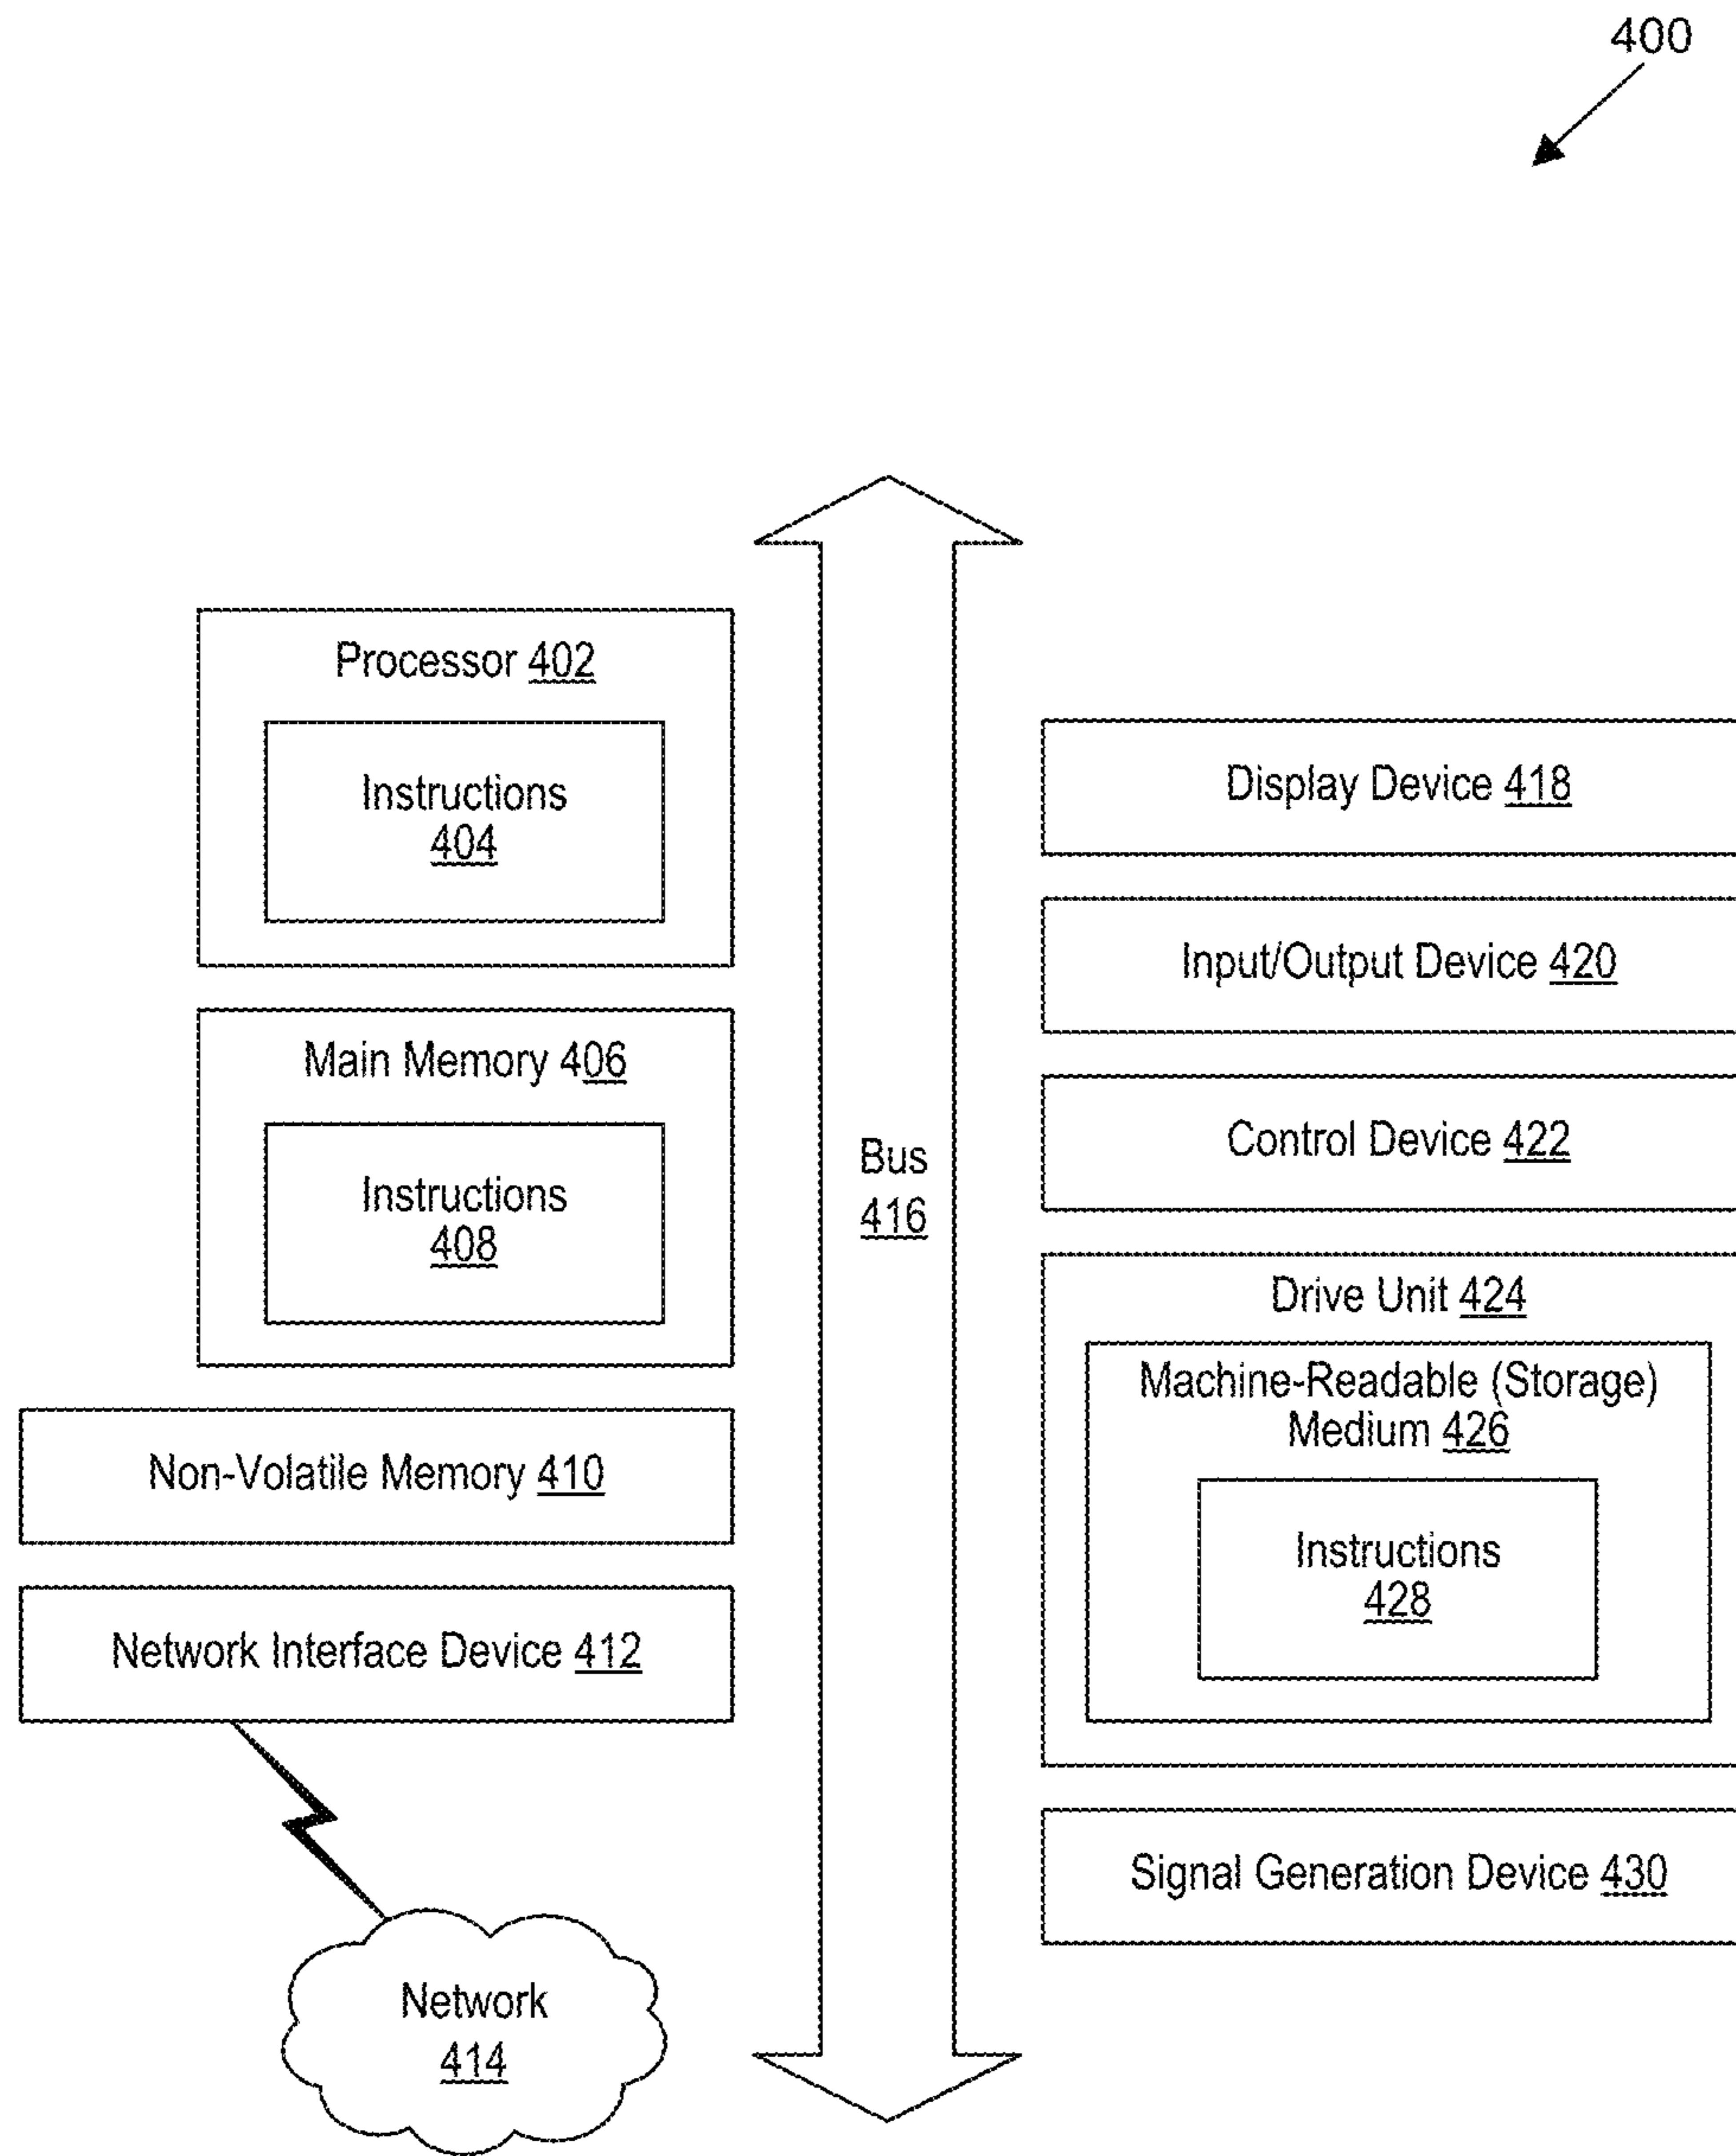 400
Processor 402
Instructions
404
Main Memory 406
Instructions
408
Non-Volatile Memory 410
Network Interface Device 412
Network
414
Bus
416
Display Device 418
Input/Output Device 420
Control Device 422
Drive Unit 424
Machine-Readable (Storage)
Medium 426
Instructions
428
Signal Generation Device 430